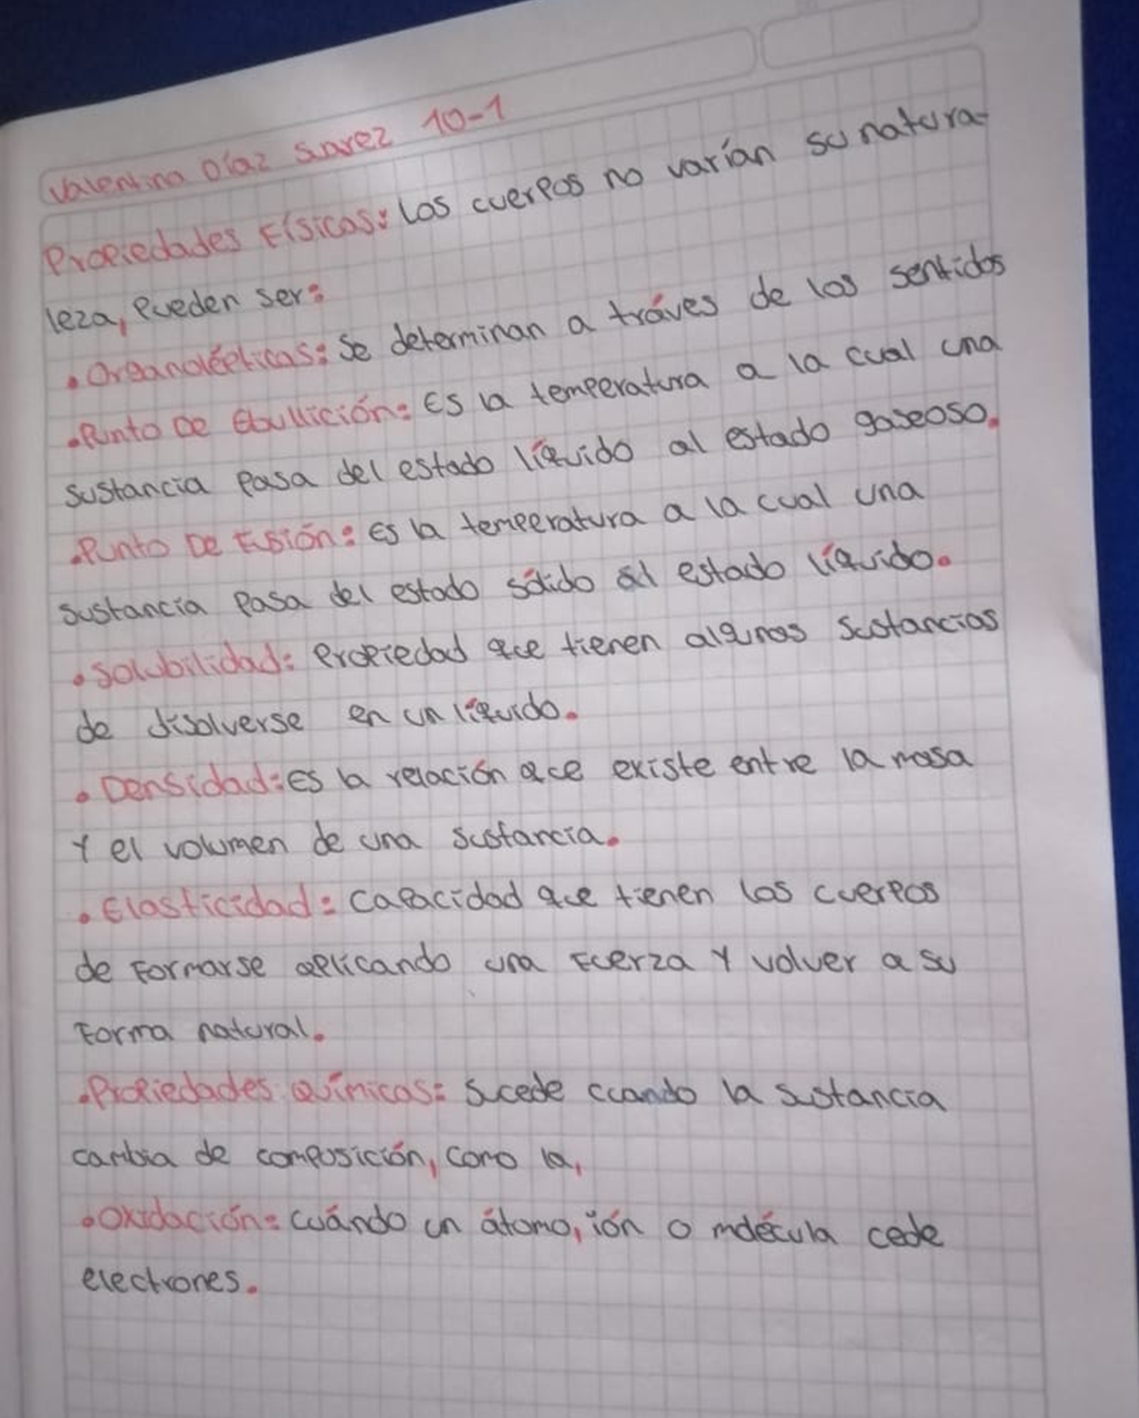 Valentina Díaz Suarez 10-1
Propiedades Físicas: Los cuerpos no varían su natura-
leza, Pueden ser:
• Organolépticas: Se determinan a tráves de los sentidos
• Punto De Ebullición: Es la temperatura a la cual una
sustancia pasa del estado líquido al estado gaseoso.
• Punto De Fusión: Es la temperatura a la cual una
sustancia pasa del estado sólido al estado líquido.
• Solubilidad: Propiedad que tienen algunas sustancias
de disolverse en un líquido.
• Densidad: Es la relación que existe entre la masa
Y el volumen de una sustancia.
• Elasticidad: Capacidad que tienen los cuerpos
de Formarse aplicando una Fuerza Y volver a su
Forma natural.
• Propiedades Químicas: Sucede cuando la sustancia
cambia de composición, como la,
• Oxidación: cuándo un átomo, ión o molécula cede
electrones.